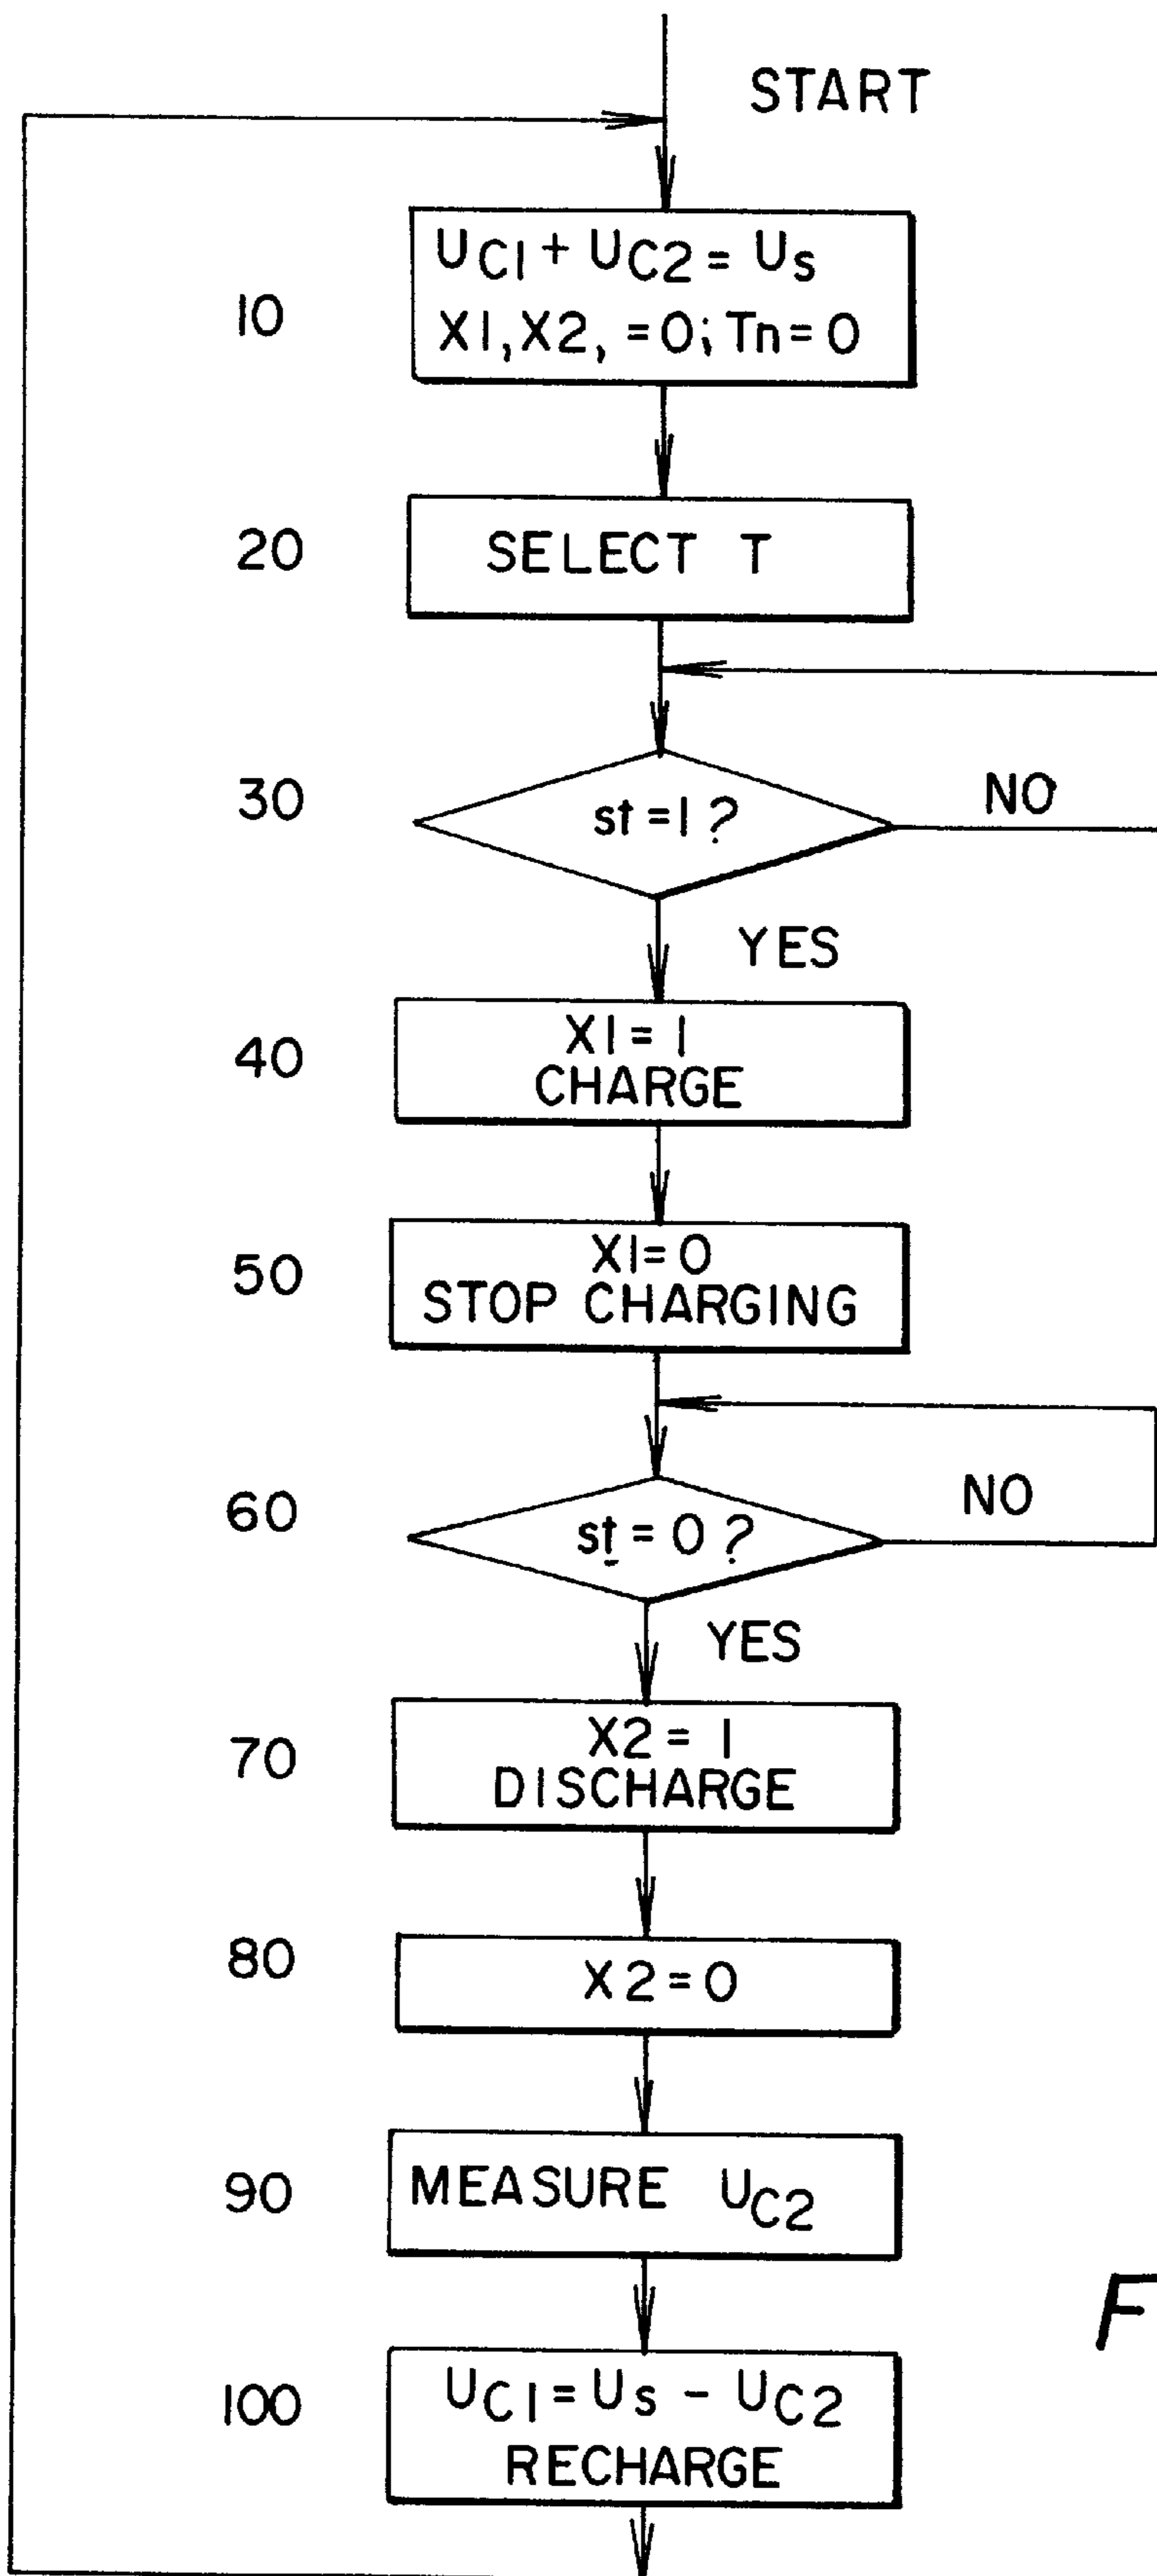 START
10
UC1 + UC2 = Us
X1, X2, = 0; Tn = 0
20
SELECT T
30
st = 1 ?
NO
YES
40
X1 = 1
CHARGE
50
X1 = 0
STOP CHARGING
60
st = 0 ?
NO
YES
70
X2 = 1
DISCHARGE
80
X2 = 0
90
MEASURE UC2
F
100
UC1 = Us - UC2
RECHARGE